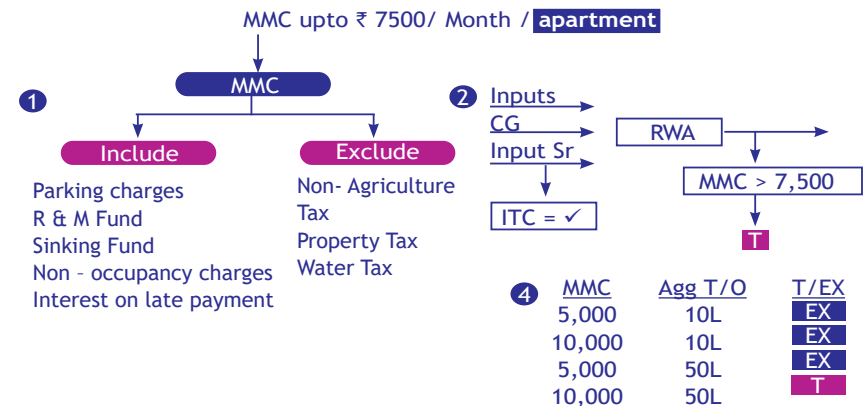 MMC upto ₹ 7500/ Month / apartment
MMC
1
Include
Exclude
Parking charges
R & M Fund
Sinking Fund
Non - occupancy charges
Interest on late payment
Non- Agriculture
Tax
Property Tax
Water Tax
2
Inputs
CG
Input Sr
ITC = ✓
RWA
MMC > 7,500
T
4
MMC Agg T/O T/EX
5,000 10L EX
10,000 10L EX
5,000 50L EX
10,000 50L T